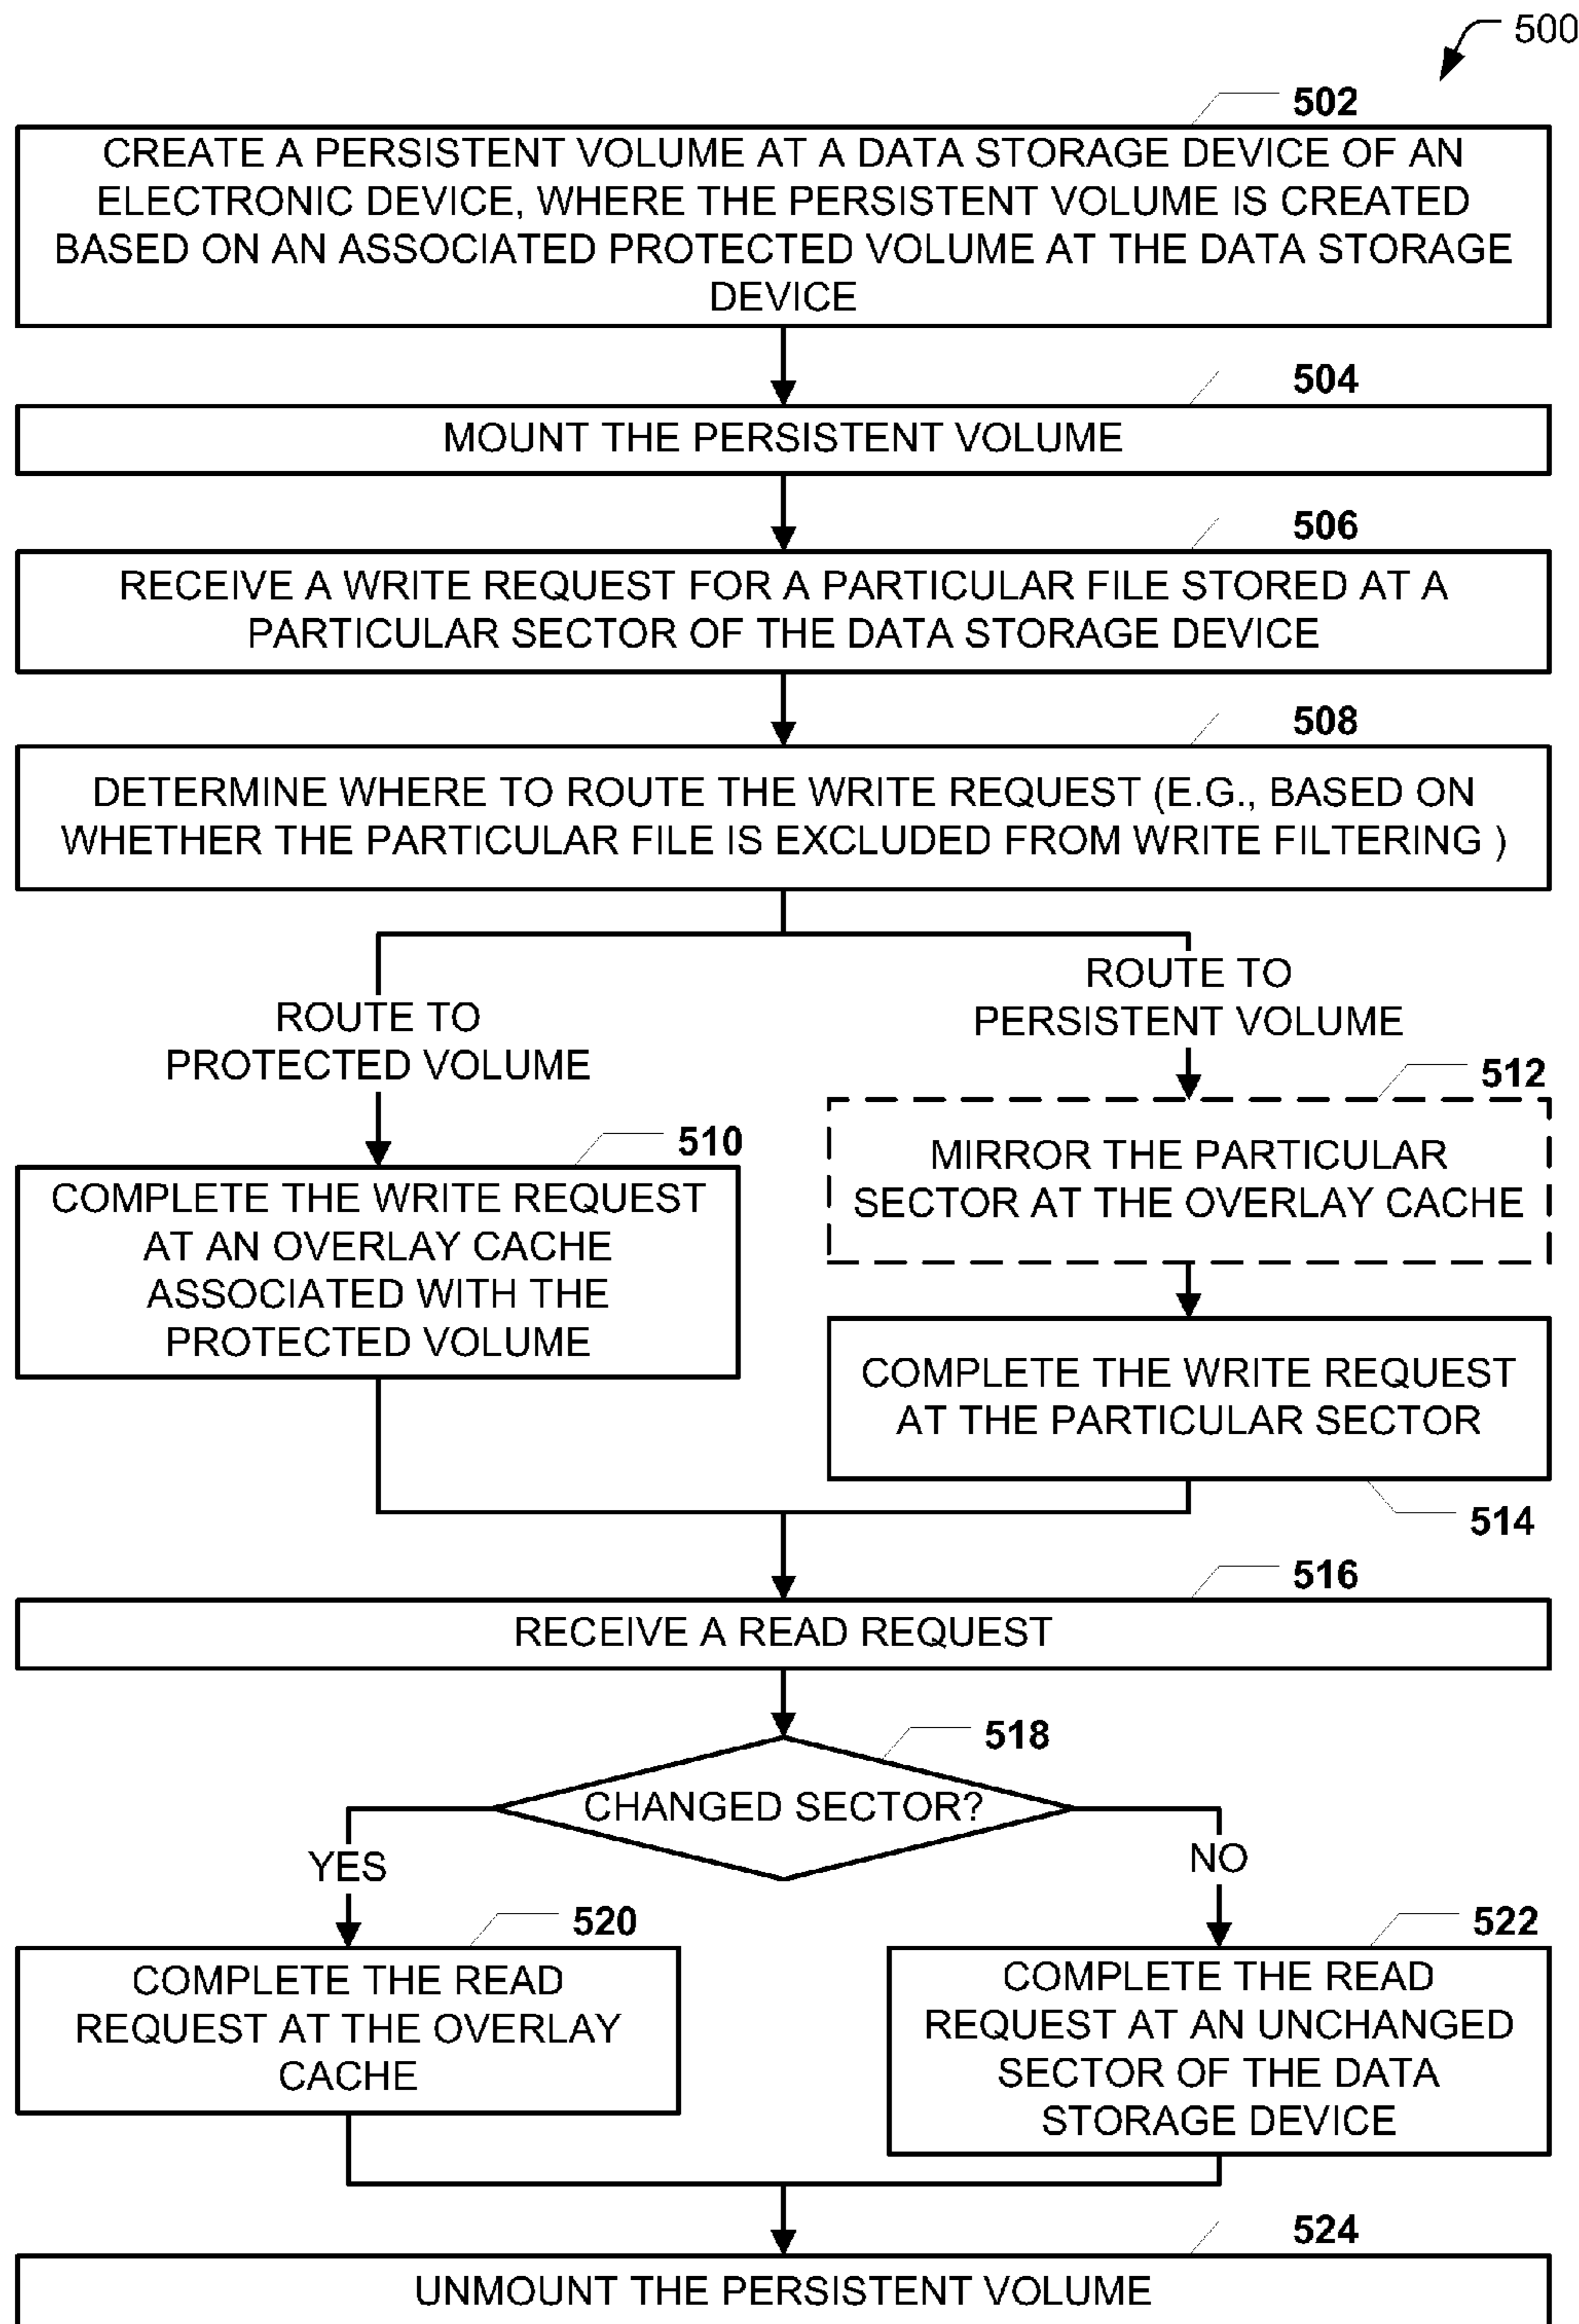 500
502
CREATE A PERSISTENT VOLUME AT A DATA STORAGE DEVICE OF AN
ELECTRONIC DEVICE, WHERE THE PERSISTENT VOLUME IS CREATED
BASED ON AN ASSOCIATED PROTECTED VOLUME AT THE DATA STORAGE
DEVICE
504
MOUNT THE PERSISTENT VOLUME
506
RECEIVE A WRITE REQUEST FOR A PARTICULAR FILE STORED AT A
PARTICULAR SECTOR OF THE DATA STORAGE DEVICE
508
DETERMINE WHERE TO ROUTE THE WRITE REQUEST (E.G., BASED ON
WHETHER THE PARTICULAR FILE IS EXCLUDED FROM WRITE FILTERING )
ROUTE TO
PROTECTED VOLUME
510
COMPLETE THE WRITE REQUEST
AT AN OVERLAY CACHE
ASSOCIATED WITH THE
PROTECTED VOLUME
ROUTE TO
PERSISTENT VOLUME
512
MIRROR THE PARTICULAR
SECTOR AT THE OVERLAY CACHE
COMPLETE THE WRITE REQUEST
AT THE PARTICULAR SECTOR
514
516
RECEIVE A READ REQUEST
518
CHANGED SECTOR?
YES
NO
520
COMPLETE THE READ
REQUEST AT THE OVERLAY
CACHE
522
COMPLETE THE READ
REQUEST AT AN UNCHANGED
SECTOR OF THE DATA
STORAGE DEVICE
524
UNMOUNT THE PERSISTENT VOLUME